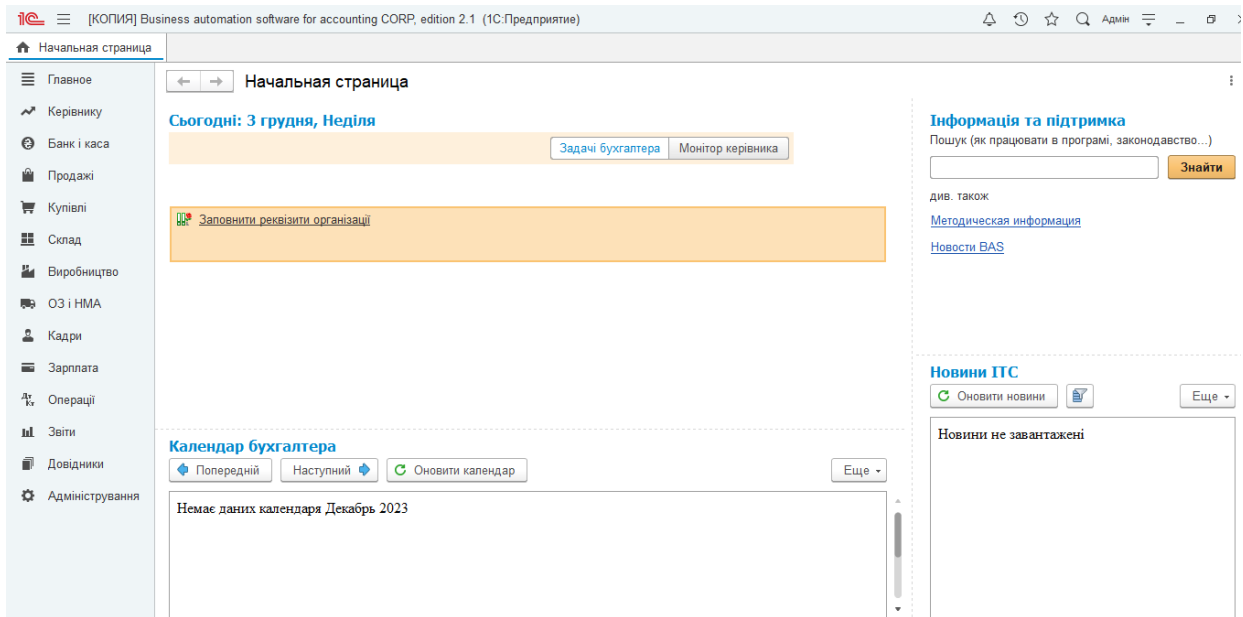 1С [КОПИЯ] Business automation software for accounting CORP, edition 2.1 (1С:Предприятие) Адмін
Начальная страница
Главное
Керівнику
Банк і каса
Продажі
Купівлі
Склад
Виробництво
ОЗ і НМА
Кадри
Зарплата
Дт Кт Операції
Звіти
Довідники
Адміністрування
Начальная страница
Сьогодні: 3 грудня, Неділя
Задачі бухгалтера Монітор керівника
Заповнити реквізити організації
Календар бухгалтера
Попередній Наступний Оновити календар Еще
Немає даних календаря Декабрь 2023
Інформація та підтримка
Пошук (як працювати в програмі, законодавство...)
Знайти
див. також
Методическая информация
Новости BAS
Новини ІТС
Оновити новини Еще
Новини не завантажені